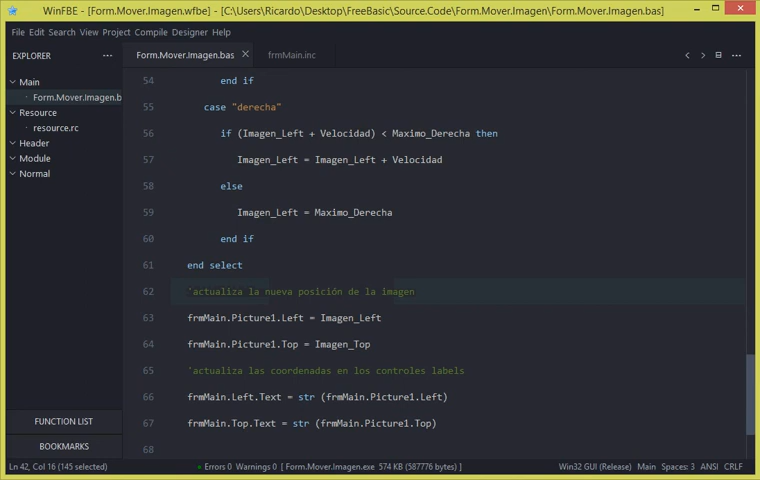 WinFBE - [Form.Mover.Imagen.wfbe] - [C:\Users\Ricardo\Desktop\FreeBasic\Source.Code\Form.Mover.Imagen\Form.Mover.Imagen.bas]
File Edit Search View Project Compile Designer Help
EXPLORER ... Form.Mover.Imagen.bas frmMain.inc
Main
Form.Mover.Imagen.b
Resource
resource.rc
Header
Module
Normal
54 end if
55 case "derecha"
56 if (Imagen_Left + Velocidad) < Maximo_Derecha then
57 Imagen_Left = Imagen_Left + Velocidad
58 else
59 Imagen_Left = Maximo_Derecha
60 end if
61 end select
62 'actualiza la nueva posición de la imagen
63 frmMain.Picture1.Left = Imagen_Left
64 frmMain.Picture1.Top = Imagen_Top
65 'actualiza las coordenadas en los controles labels
66 frmMain.Left.Text = str (frmMain.Picture1.Left)
67 frmMain.Top.Text = str (frmMain.Picture1.Top)
68
FUNCTION LIST
BOOKMARKS
Ln 42, Col 16 (145 selected) Errors 0 Warnings 0 [ Form.Mover.Imagen.exe 574 KB (587776 bytes) ] Win32 GUI (Release) Main Spaces: 3 ANSI CRLF